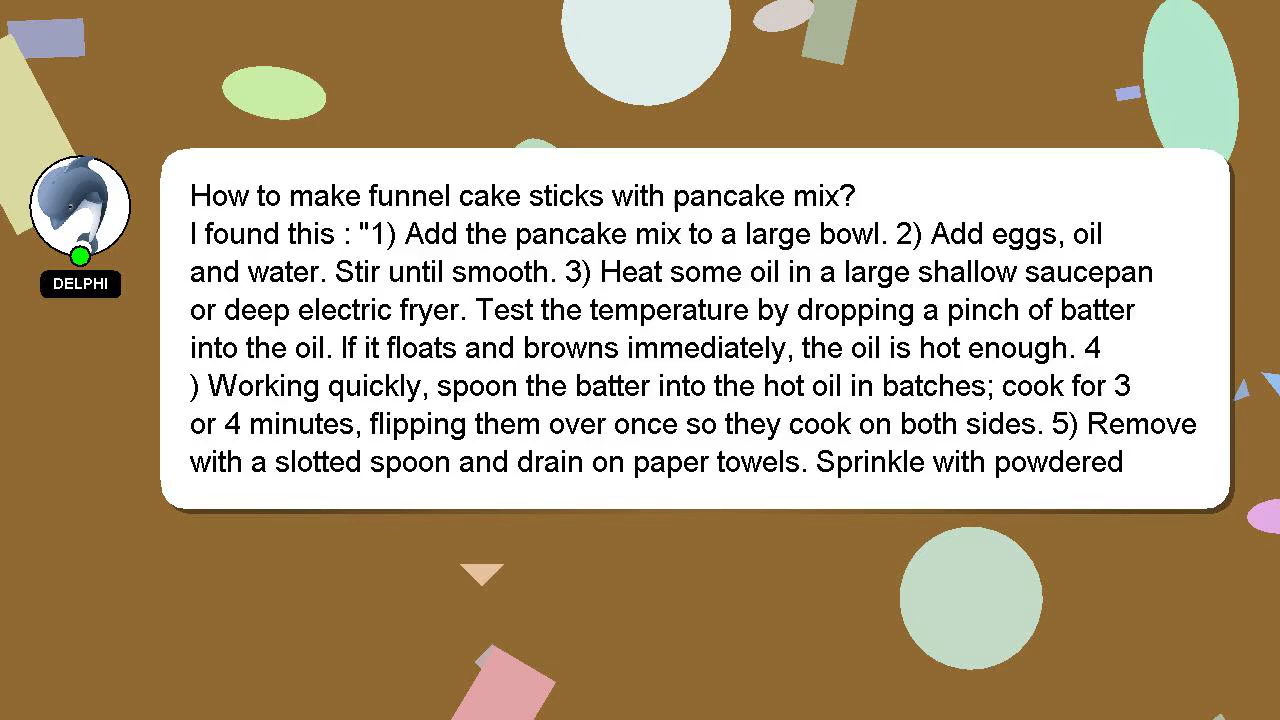 How to make funnel cake sticks with pancake mix?
I found this : "1) Add the pancake mix to a large bowl. 2) Add eggs, oil
and water. Stir until smooth. 3) Heat some oil in a large shallow saucepan
or deep electric fryer. Test the temperature by dropping a pinch of batter
into the oil. If it floats and browns immediately, the oil is hot enough. 4
) Working quickly, spoon the batter into the hot oil in batches; cook for 3
or 4 minutes, flipping them over once so they cook on both sides. 5) Remove
with a slotted spoon and drain on paper towels. Sprinkle with powdered
DELPHI